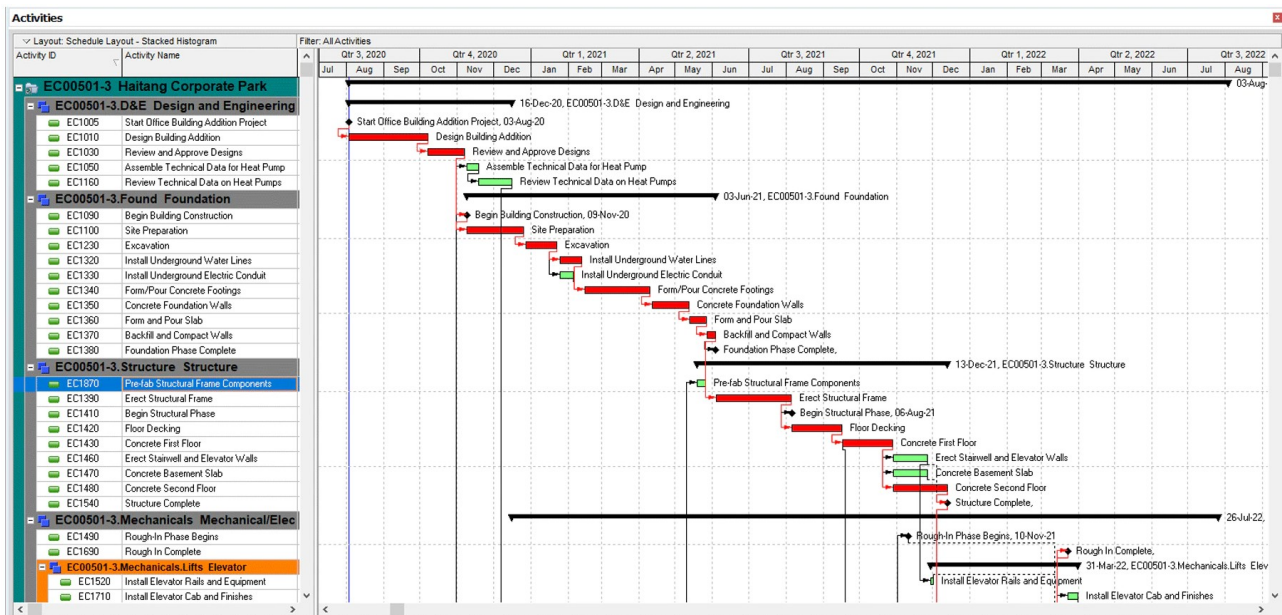 Activities
Layout: Schedule Layout - Stacked Histogram
Filter: All Activities
Activity ID Activity Name
Qtr 3, 2020 Qtr 4, 2020 Qtr 1, 2021 Qtr 2, 2021 Qtr 3, 2021 Qtr 4, 2021 Qtr 1, 2022 Qtr 2, 2022 Qtr 3, 2022
Jul Aug Sep Oct Nov Dec Jan Feb Mar Apr May Jun Jul Aug Sep Oct Nov Dec Jan Feb Mar Apr May Jun Jul Aug
EC00501-3 Haitang Corporate Park 03-Aug-
EC00501-3.D&E Design and Engineering 16-Dec-20, EC00501-3.D&E Design and Engineering
EC1005 Start Office Building Addition Project Start Office Building Addition Project, 03-Aug-20
EC1010 Design Building Addition Design Building Addition
EC1030 Review and Approve Designs Review and Approve Designs
EC1050 Assemble Technical Data for Heat Pump Assemble Technical Data for Heat Pump
EC1160 Review Technical Data on Heat Pumps Review Technical Data on Heat Pumps
EC00501-3.Found Foundation 03-Jun-21, EC00501-3.Found Foundation
EC1090 Begin Building Construction Begin Building Construction, 09-Nov-20
EC1100 Site Preparation Site Preparation
EC1230 Excavation Excavation
EC1320 Install Underground Water Lines Install Underground Water Lines
EC1330 Install Underground Electric Conduit Install Underground Electric Conduit
EC1340 Form/Pour Concrete Footings Form/Pour Concrete Footings
EC1350 Concrete Foundation Walls Concrete Foundation Walls
EC1360 Form and Pour Slab Form and Pour Slab
EC1370 Backfill and Compact Walls Backfill and Compact Walls
EC1380 Foundation Phase Complete Foundation Phase Complete,
EC00501-3.Structure Structure 13-Dec-21, EC00501-3.Structure Structure
EC1870 Pre-fab Structural Frame Components Pre-fab Structural Frame Components
EC1390 Erect Structural Frame Erect Structural Frame
EC1410 Begin Structural Phase Begin Structural Phase, 06-Aug-21
EC1420 Floor Decking Floor Decking
EC1430 Concrete First Floor Concrete First Floor
EC1460 Erect Stairwell and Elevator Walls Erect Stairwell and Elevator Walls
EC1470 Concrete Basement Slab Concrete Basement Slab
EC1480 Concrete Second Floor Concrete Second Floor
EC1540 Structure Complete Structure Complete,
EC00501-3.Mechanicals Mechanical/Elec 26-Jul-22,
EC1490 Rough-In Phase Begins Rough-In Phase Begins, 10-Nov-21
EC1690 Rough In Complete Rough In Complete,
EC00501-3.Mechanicals.Lifts Elevator 31-Mar-22, EC00501-3.Mechanicals.Lifts Elev
EC1520 Install Elevator Rails and Equipment Install Elevator Rails and Equipment
EC1710 Install Elevator Cab and Finishes Install Elevator Cab and Finishes